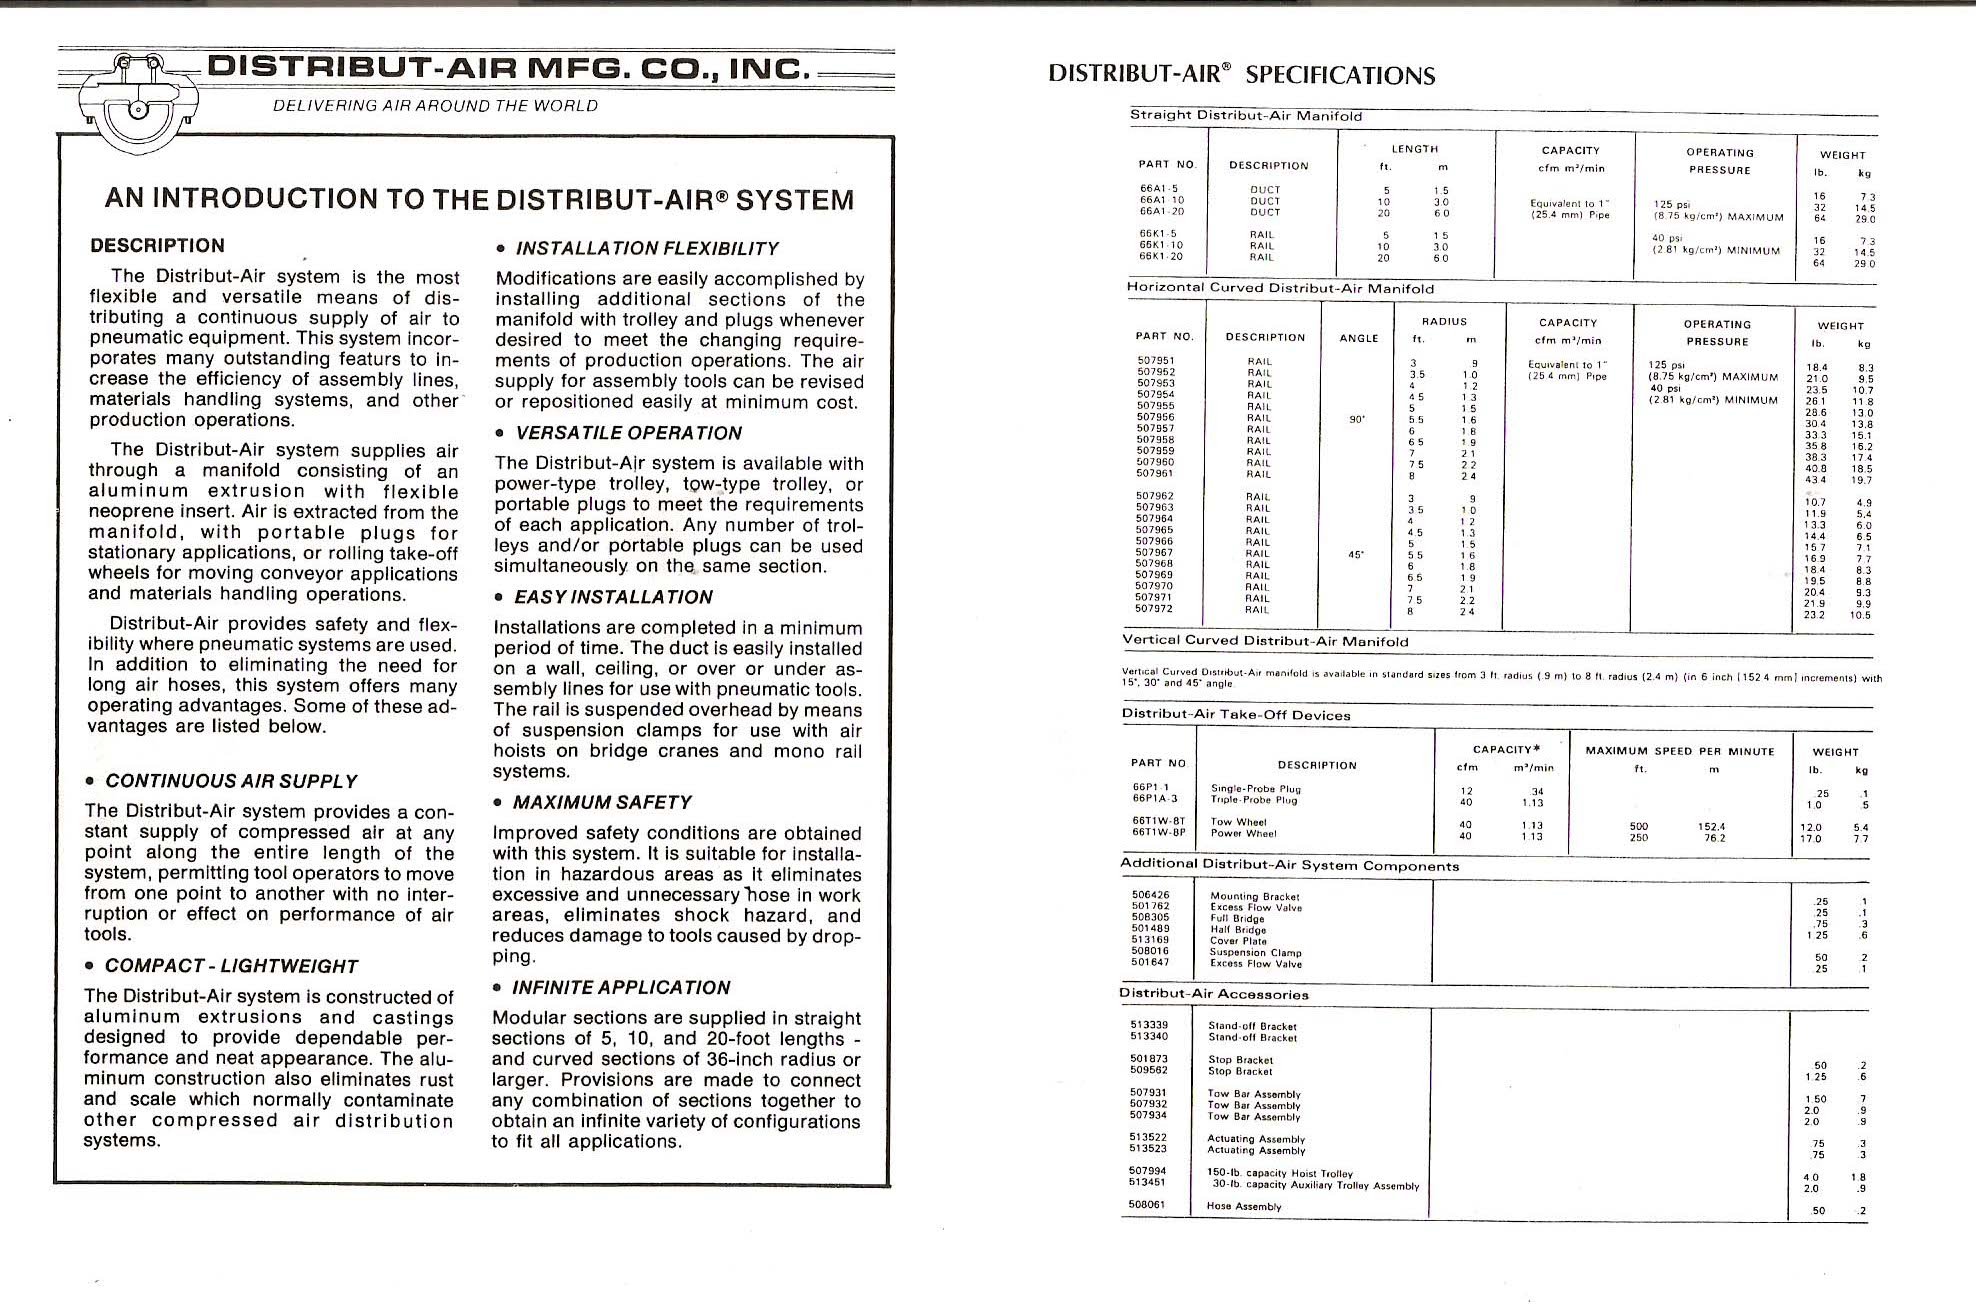 DISTRIBUT-AIR MFG. CO., INC.
DELIVERING AIR AROUND THE WORLD
AN INTRODUCTION TO THE DISTRIBUT-AIR® SYSTEM
DESCRIPTION
The Distribut-Air system is the most
flexible and versatile means of dis-
tributing a continuous supply of air to
pneumatic equipment. This system incor-
porates many outstanding featurs to in-
crease the efficiency of assembly lines,
materials handling systems, and other
production operations.
The Distribut-Air system supplies air
through a manifold consisting of an
aluminum extrusion with flexible
neoprene insert. Air is extracted from the
manifold, with portable plugs for
stationary applications, or rolling take-off
wheels for moving conveyor applications
and materials handling operations.
Distribut-Air provides safety and flex-
ibility where pneumatic systems are used.
In addition to eliminating the need for
long air hoses, this system offers many
operating advantages. Some of these ad-
vantages are listed below.
• CONTINUOUS AIR SUPPLY
The Distribut-Air system provides a con-
stant supply of compressed air at any
point along the entire length of the
system, permitting tool operators to move
from one point to another with no inter-
ruption or effect on performance of air
tools.
• COMPACT - LIGHTWEIGHT
The Distribut-Air system is constructed of
aluminum extrusions and castings
designed to provide dependable per-
formance and neat appearance. The alu-
minum construction also eliminates rust
and scale which normally contaminate
other compressed air distribution
systems.
• INSTALLATION FLEXIBILITY
Modifications are easily accomplished by
installing additional sections of the
manifold with trolley and plugs whenever
desired to meet the changing require-
ments of production operations. The air
supply for assembly tools can be revised
or repositioned easily at minimum cost.
• VERSATILE OPERATION
The Distribut-Air system is available with
power-type trolley, tow-type trolley, or
portable plugs to meet the requirements
of each application. Any number of trol-
leys and/or portable plugs can be used
simultaneously on the same section.
• EASY INSTALLATION
Installations are completed in a minimum
period of time. The duct is easily installed
on a wall, ceiling, or over or under as-
sembly lines for use with pneumatic tools.
The rail is suspended overhead by means
of suspension clamps for use with air
hoists on bridge cranes and mono rail
systems.
• MAXIMUM SAFETY
Improved safety conditions are obtained
with this system. It is suitable for installa-
tion in hazardous areas as it eliminates
excessive and unnecessary hose in work
areas, eliminates shock hazard, and
reduces damage to tools caused by drop-
ping.
• INFINITE APPLICATION
Modular sections are supplied in straight
sections of 5, 10, and 20-foot lengths -
and curved sections of 36-inch radius or
larger. Provisions are made to connect
any combination of sections together to
obtain an infinite variety of configurations
to fit all applications.
DISTRIBUT-AIR® SPECIFICATIONS
Straight Distribut-Air Manifold
LENGTH CAPACITY OPERATING WEIGHT
PART NO. DESCRIPTION ft. m cfm m³/min PRESSURE lb. kg
66A1-5 DUCT 5 1.5 16 7.3
66A1-10 DUCT 10 3.0 Equivalent to 1" 125 psi 32 14.5
66A1-20 DUCT 20 6.0 (25.4 mm) Pipe (8.75 kg/cm²) MAXIMUM 64 29.0
66K1-5 RAIL 5 1.5 40 psi 16 7.3
66K1-10 RAIL 10 3.0 (2.81 kg/cm²) MINIMUM 32 14.5
66K1-20 RAIL 20 6.0 64 29.0
Horizontal Curved Distribut-Air Manifold
RADIUS CAPACITY OPERATING WEIGHT
PART NO. DESCRIPTION ANGLE ft. m cfm m³/min PRESSURE lb. kg
507951 RAIL 3 .9 Equivalent to 1" 125 psi 18.4 8.3
507952 RAIL 3.5 1.0 (25.4 mm) Pipe (8.75 kg/cm²) MAXIMUM 21.0 9.5
507953 RAIL 4 1.2 40 psi 23.5 10.7
507954 RAIL 4.5 1.3 (2.81 kg/cm²) MINIMUM 26.1 11.8
507955 RAIL 5 1.5 28.6 13.0
507956 RAIL 90° 5.5 1.6 30.4 13.8
507957 RAIL 6 1.8 33.3 15.1
507958 RAIL 6.5 1.9 35.8 16.2
507959 RAIL 7 2.1 38.3 17.4
507960 RAIL 7.5 2.2 40.8 18.5
507961 RAIL 8 2.4 43.4 19.7
507962 RAIL 3 .9 10.7 4.9
507963 RAIL 3.5 1.0 11.9 5.4
507964 RAIL 4 1.2 13.3 6.0
507965 RAIL 4.5 1.3 14.4 6.5
507966 RAIL 5 1.5 15.7 7.1
507967 RAIL 45° 5.5 1.6 16.9 7.7
507968 RAIL 6 1.8 18.4 8.3
507969 RAIL 6.5 1.9 19.5 8.8
507970 RAIL 7 2.1 20.4 9.3
507971 RAIL 7.5 2.2 21.9 9.9
507972 RAIL 8 2.4 23.2 10.5
Vertical Curved Distribut-Air Manifold
Vertical Curved Distribut-Air manifold is available in standard sizes from 3 ft. radius (.9 m) to 8 ft. radius (2.4 m) (in 6 inch [152.4 mm] increments) with
15°, 30° and 45° angle.
Distribut-Air Take-Off Devices
CAPACITY* MAXIMUM SPEED PER MINUTE WEIGHT
PART NO. DESCRIPTION cfm m³/min ft. m lb. kg
66P1-1 Single-Probe Plug 12 .34 .25 .1
66P1A-3 Triple-Probe Plug 40 1.13 1.0 .5
66T1W-8T Tow Wheel 40 1.13 500 152.4 12.0 5.4
66T1W-8P Power Wheel 40 1.13 250 76.2 17.0 7.7
Additional Distribut-Air System Components
506426 Mounting Bracket .25 .1
501762 Excess Flow Valve .25 .1
508305 Full Bridge .75 .3
501489 Half Bridge 1.25 .6
513169 Cover Plate
508016 Suspension Clamp .50 .2
501647 Excess Flow Valve .25 .1
Distribut-Air Accessories
513339 Stand-off Bracket
513340 Stand-off Bracket
501873 Stop Bracket .50 .2
509562 Stop Bracket 1.25 .6
507931 Tow Bar Assembly 1.50 .7
507932 Tow Bar Assembly 2.0 .9
507934 Tow Bar Assembly 2.0 .9
513522 Actuating Assembly .75 .3
513523 Actuating Assembly .75 .3
507994 150-lb. capacity Hoist Trolley 4.0 1.8
513451 30-lb. capacity Auxiliary Trolley Assembly 2.0 .9
508061 Hose Assembly .50 .2